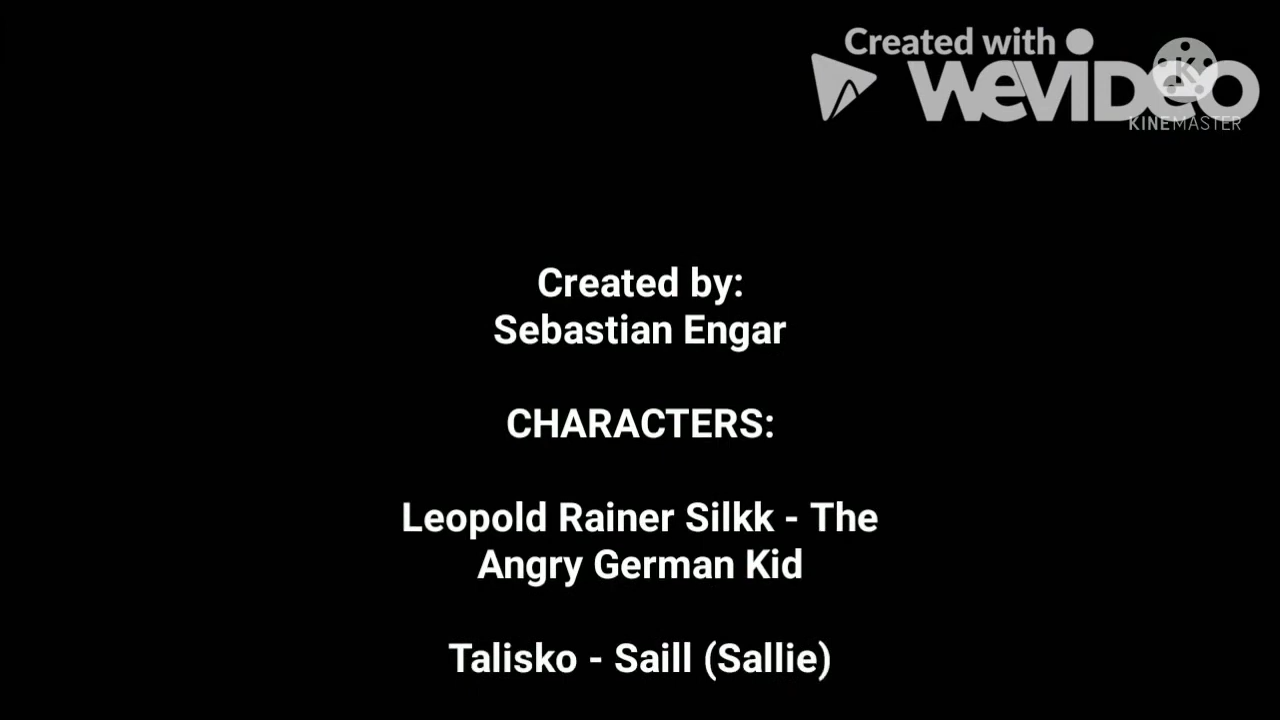 Created with
WEVIDEO
KINEMASTER
Created by:
Sebastian Engar
CHARACTERS:
Leopold Rainer Silkk - The
Angry German Kid
Talisko - Saill (Sallie)